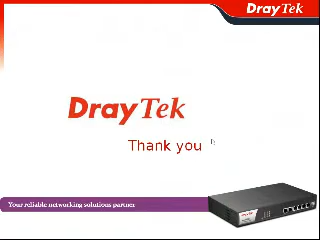 DrayTek
DrayTek
Thank you
Your reliable networking solutions partner